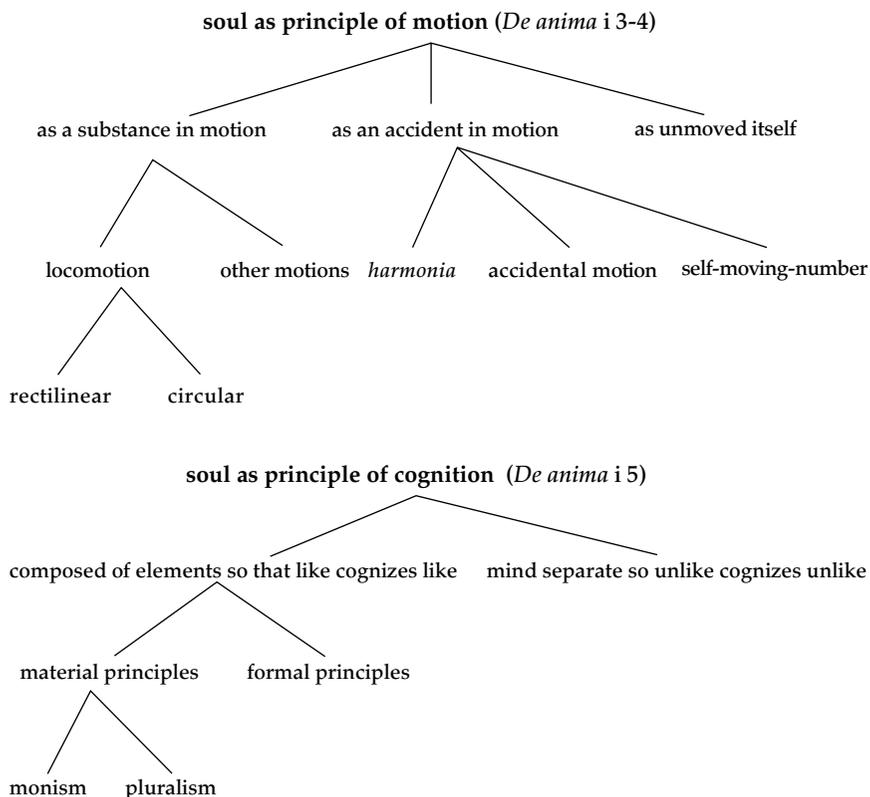 soul as principle of motion (De anima i 3-4)
as a substance in motion as an accident in motion as unmoved itself
locomotion other motions harmonia accidental motion self-moving-number
rectilinear circular
soul as principle of cognition (De anima i 5)
composed of elements so that like cognizes like mind separate so unlike cognizes unlike
material principles formal principles
monism pluralism